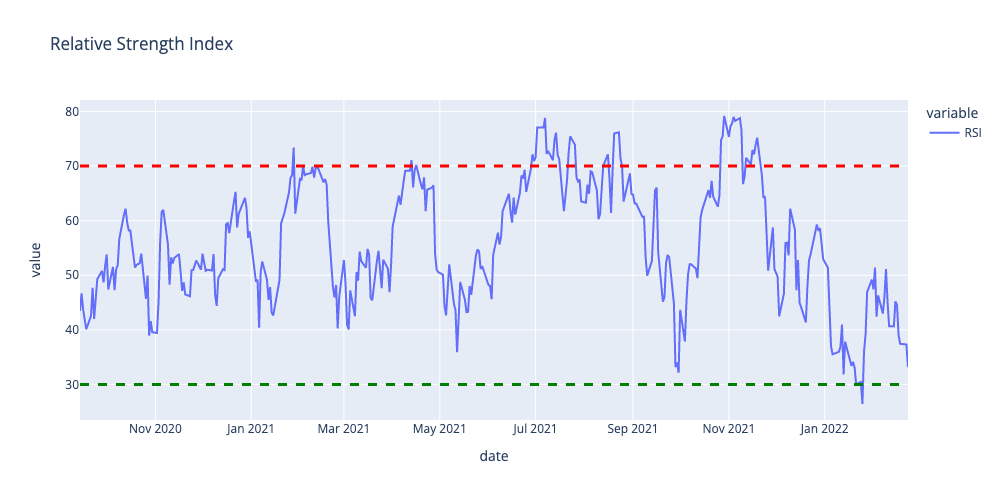 Relative Strength Index
variable
RSI
80
70
60
50
40
30
value
Nov 2020
Jan 2021
Mar 2021
May 2021
Jul 2021
Sep 2021
Nov 2021
Jan 2022
date